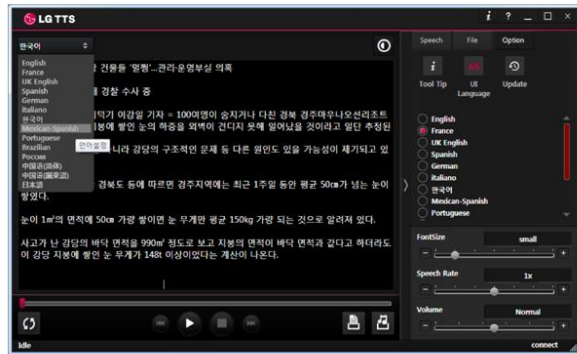 LG TTS
i ? _ □ ×
한국어
English
France
UK English
Spanish
German
Italiano
한국어
Mexican-Spanish
Portuguese
Brazilian
Россия
中国语(简体)
日本語
언어설정
건물들 '멀쩡'...관리·운영부실 의혹
경찰 수사 중
이강일 기자 = 100여명이 숨지거나 다친 경북 경주마우나오션리조트
지붕에 쌓인 눈의 하중을 외벽이 견디지 못해 일어났을 것이라고 일단 추정된
강당의 구조적인 문제 등 다른 원인도 있을 가능성이 제기되고 있
경북도 등에 따르면 경주지역에는 최근 1주일 동안 평균 50㎝가 넘는 눈이
쌓였다.
눈이 1㎡의 면적에 50㎝ 가량 쌓이면 눈 무게만 평균 150kg 가량 되는 것으로 알려져 있다.
사고가 난 강당의 바닥 면적을 990㎡ 정도로 보고 지붕의 면적이 바닥 면적과 같다고 하더라도
이 강당 지붕에 쌓인 눈 무게가 148t 이상이었다는 계산이 나온다.
Idle
Speech File Option
Tool Tip UI Language Update
English
France
UK English
Spanish
German
italiano
한국어
Mexican-Spanish
Portuguese
FontSize small
Speech Rate 1x
Volume Normal
connect